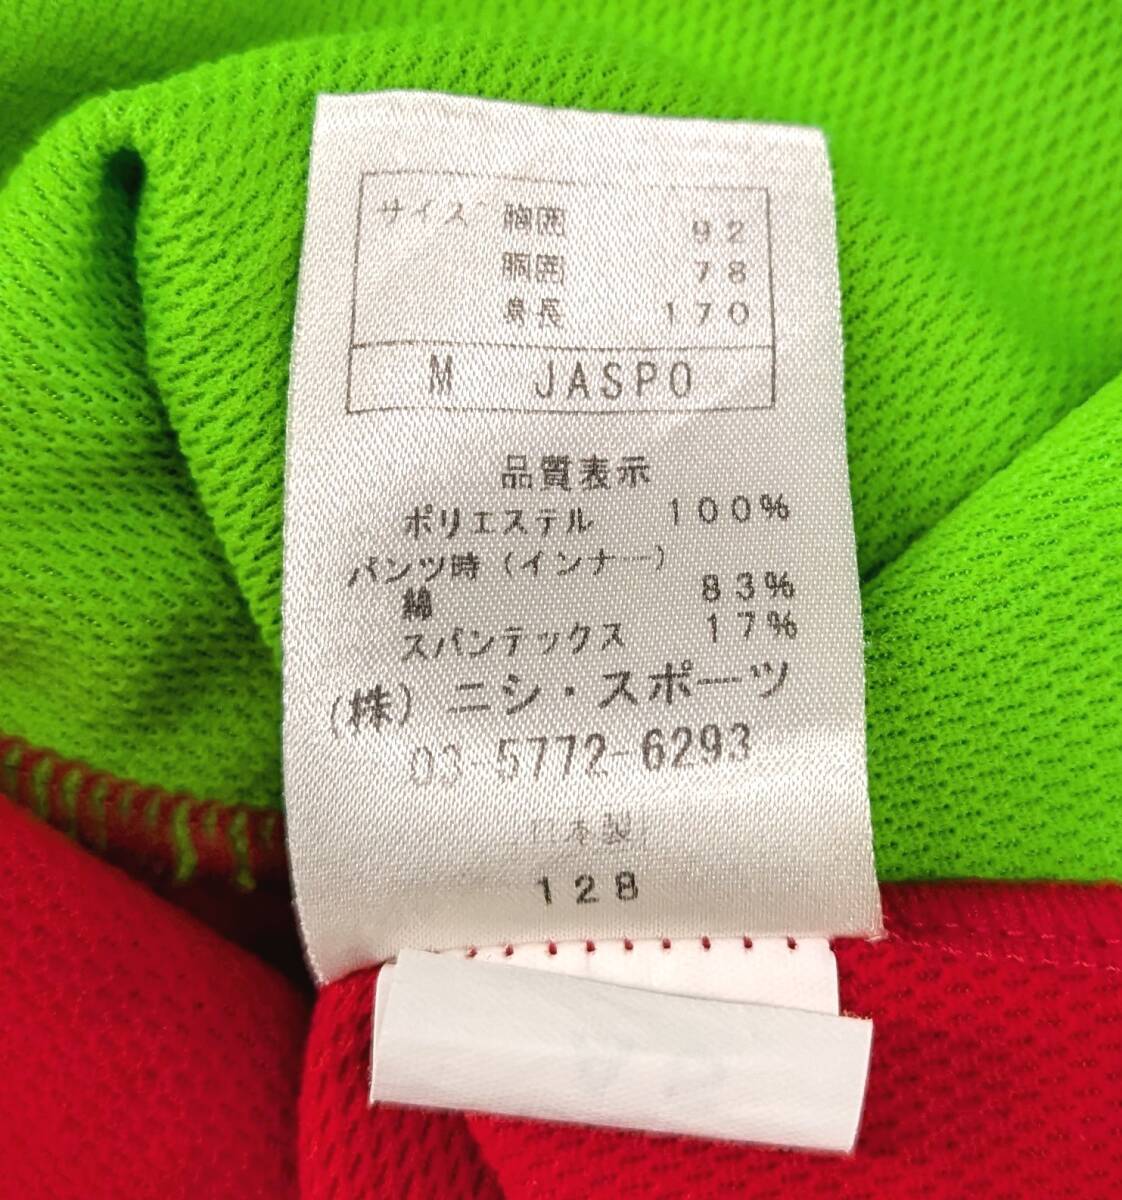 サイズ 胸囲 92
胴囲 78
身長 170
M JASPO
品質表示
ポリエステル 100%
パンツ時(インナー)
綿 83%
スパンテックス 17%
(株)ニシ・スポーツ
03-5772-6293
日本製
128